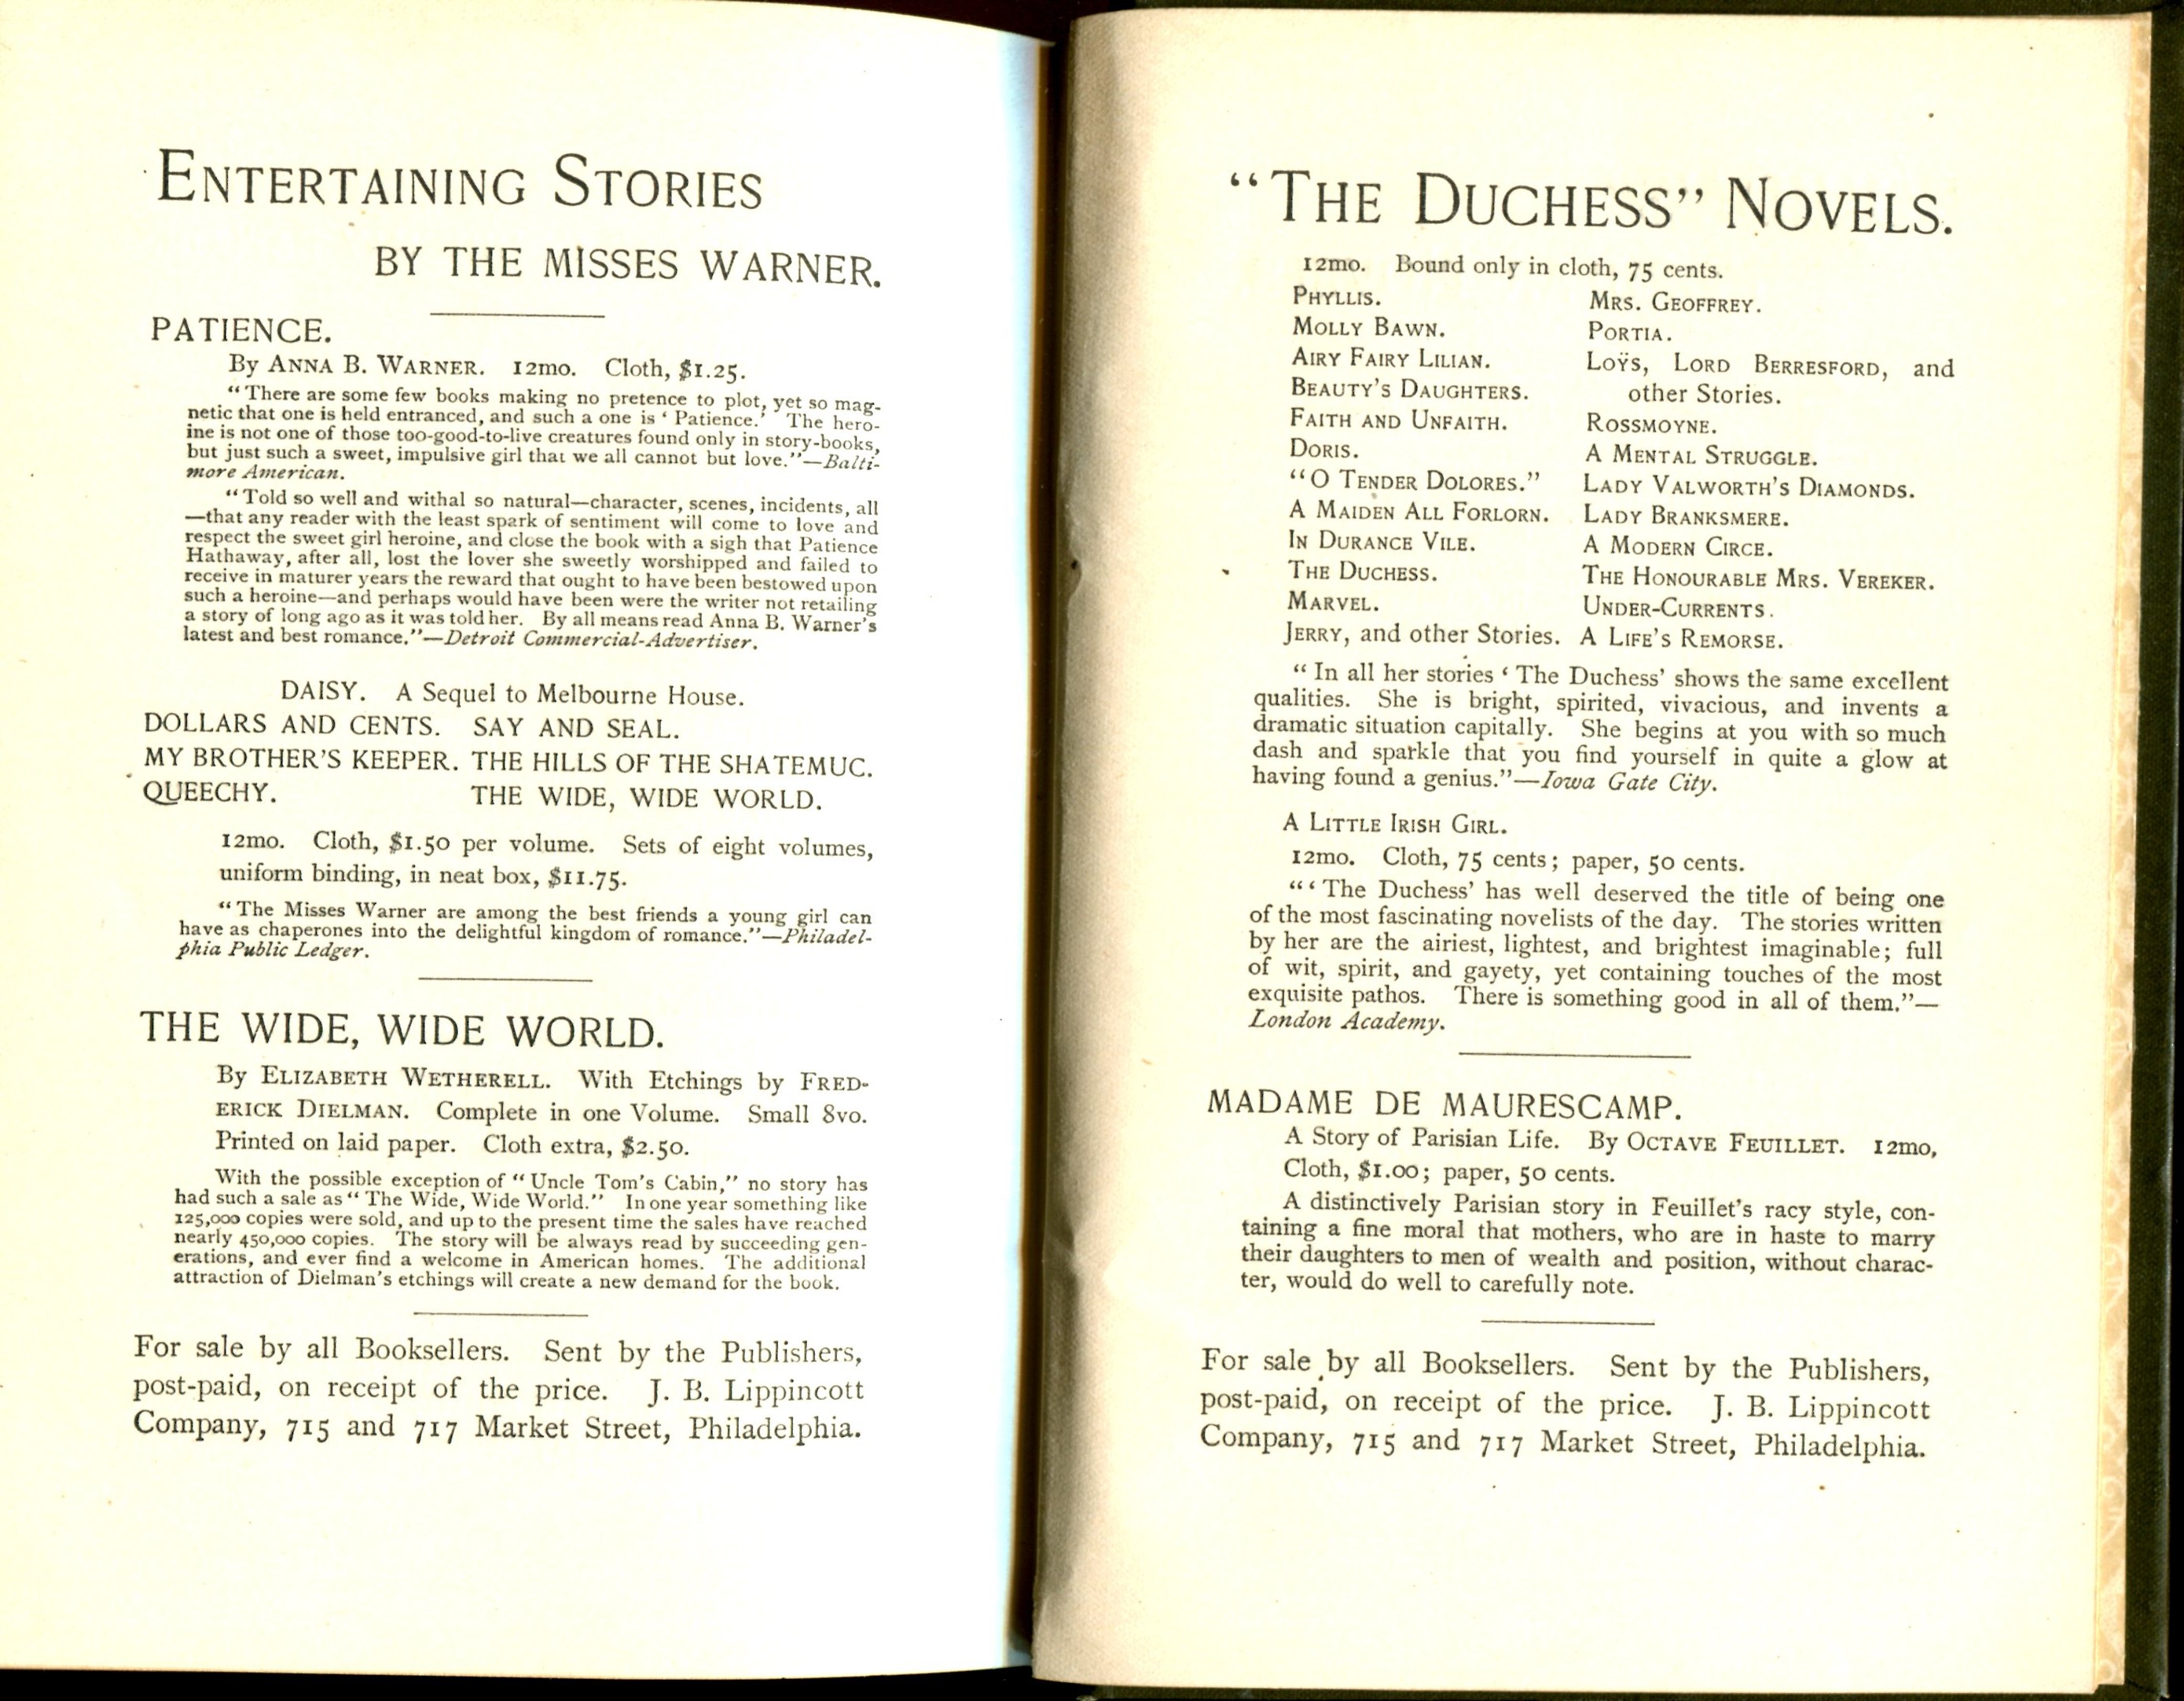 ENTERTAINING STORIES
BY THE MISSES WARNER.
PATIENCE.
By ANNA B. WARNER. 12mo. Cloth, $1.25.
“There are some few books making no pretence to plot, yet so mag-
netic that one is held entranced, and such a one is ‘Patience.’ The hero-
ine is not one of those too-good-to-live creatures found only in story-books,
but just such a sweet, impulsive girl that we all cannot but love.”—Balti-
more American.
“Told so well and withal so natural—character, scenes, incidents, all
—that any reader with the least spark of sentiment will come to love and
respect the sweet girl heroine, and close the book with a sigh that Patience
Hathaway, after all, lost the lover she sweetly worshipped and failed to
receive in maturer years the reward that ought to have been bestowed upon
such a heroine—and perhaps would have been were the writer not retailing
a story of long ago as it was told her. By all means read Anna B. Warner’s
latest and best romance.”—Detroit Commercial-Advertiser.
DAISY. A Sequel to Melbourne House.
DOLLARS AND CENTS. SAY AND SEAL.
MY BROTHER’S KEEPER. THE HILLS OF THE SHATEMUC.
QUEECHY. THE WIDE, WIDE WORLD.
12mo. Cloth, $1.50 per volume. Sets of eight volumes,
uniform binding, in neat box, $11.75.
“The Misses Warner are among the best friends a young girl can
have as chaperones into the delightful kingdom of romance.”—Philadel-
phia Public Ledger.
THE WIDE, WIDE WORLD.
By ELIZABETH WETHERELL. With Etchings by FRED-
ERICK DIELMAN. Complete in one Volume. Small 8vo.
Printed on laid paper. Cloth extra, $2.50.
With the possible exception of “Uncle Tom’s Cabin,” no story has
had such a sale as “The Wide, Wide World.” In one year something like
125,000 copies were sold, and up to the present time the sales have reached
nearly 450,000 copies. The story will be always read by succeeding gen-
erations, and ever find a welcome in American homes. The additional
attraction of Dielman’s etchings will create a new demand for the book.
For sale by all Booksellers. Sent by the Publishers,
post-paid, on receipt of the price. J. B. Lippincott
Company, 715 and 717 Market Street, Philadelphia.
“THE DUCHESS” NOVELS.
12mo. Bound only in cloth, 75 cents.
PHYLLIS.
MOLLY BAWN.
AIRY FAIRY LILIAN.
BEAUTY’S DAUGHTERS.
FAITH AND UNFAITH.
DORIS.
“O TENDER DOLORES.”
A MAIDEN ALL FORLORN.
IN DURANCE VILE.
THE DUCHESS.
MARVEL.
JERRY, and other Stories.
MRS. GEOFFREY.
PORTIA.
LOŸS, LORD BERRESFORD, and
other Stories.
ROSSMOYNE.
A MENTAL STRUGGLE.
LADY VALWORTH’S DIAMONDS.
LADY BRANKSMERE.
A MODERN CIRCE.
THE HONOURABLE MRS. VEREKER.
UNDER-CURRENTS.
A LIFE’S REMORSE.
“In all her stories ‘The Duchess’ shows the same excellent
qualities. She is bright, spirited, vivacious, and invents a
dramatic situation capitally. She begins at you with so much
dash and sparkle that you find yourself in quite a glow at
having found a genius.”—Iowa Gate City.
A LITTLE IRISH GIRL.
12mo. Cloth, 75 cents; paper, 50 cents.
“‘The Duchess’ has well deserved the title of being one
of the most fascinating novelists of the day. The stories written
by her are the airiest, lightest, and brightest imaginable; full
of wit, spirit, and gayety, yet containing touches of the most
exquisite pathos. There is something good in all of them.”—
London Academy.
MADAME DE MAURESCAMP.
A Story of Parisian Life. By OCTAVE FEUILLET. 12mo,
Cloth, $1.00; paper, 50 cents.
A distinctively Parisian story in Feuillet’s racy style, con-
taining a fine moral that mothers, who are in haste to marry
their daughters to men of wealth and position, without charac-
ter, would do well to carefully note.
For sale by all Booksellers. Sent by the Publishers,
post-paid, on receipt of the price. J. B. Lippincott
Company, 715 and 717 Market Street, Philadelphia.